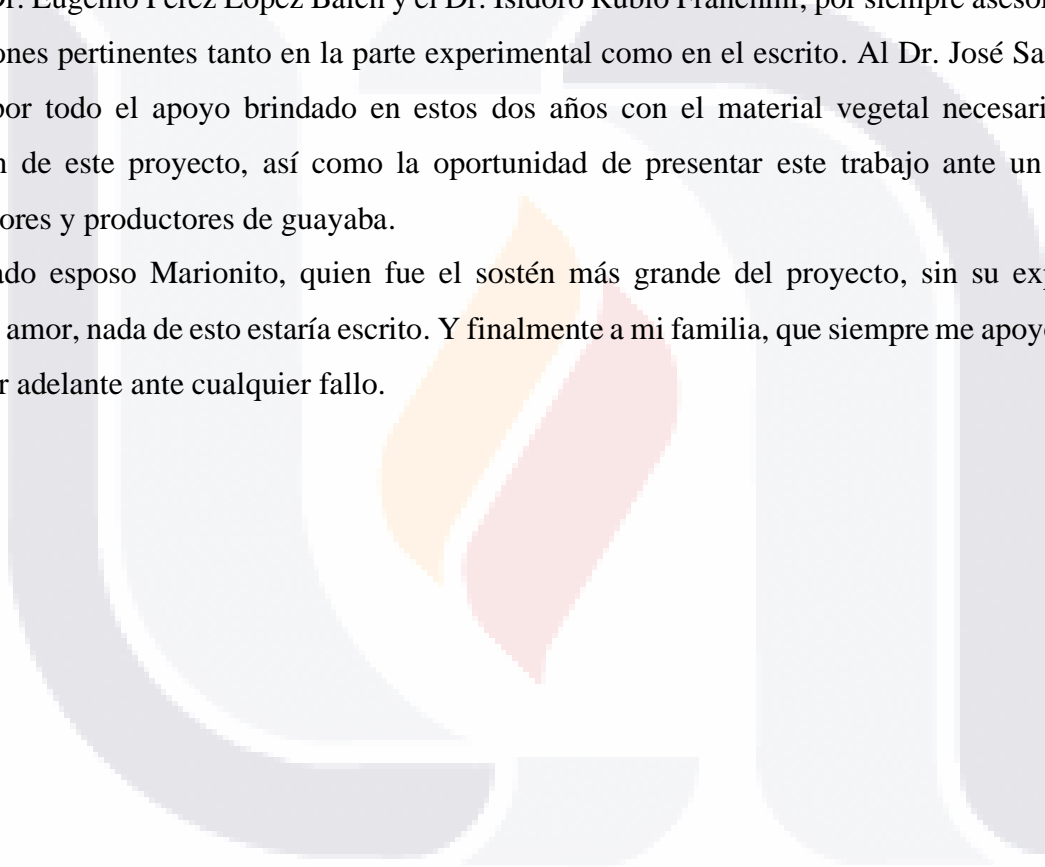 Dr. Eugenio Pérez López Balén y el Dr. Isidoro Rubio Franchini, por siempre
ones pertinentes tanto en la parte experimental como en el escrito. Al Dr. José Sa
por todo el apoyo brindado en estos dos años con el material vegetal necesari
n de este proyecto, así como la oportunidad de presentar este trabajo ante un
ores y productores de guayaba.
do esposo Marionito, quien fue el sostén más grande del proyecto, sin su ex
amor, nada de esto estaría escrito. Y finalmente a mi familia, que siempre me apoy
r adelante ante cualquier fallo.